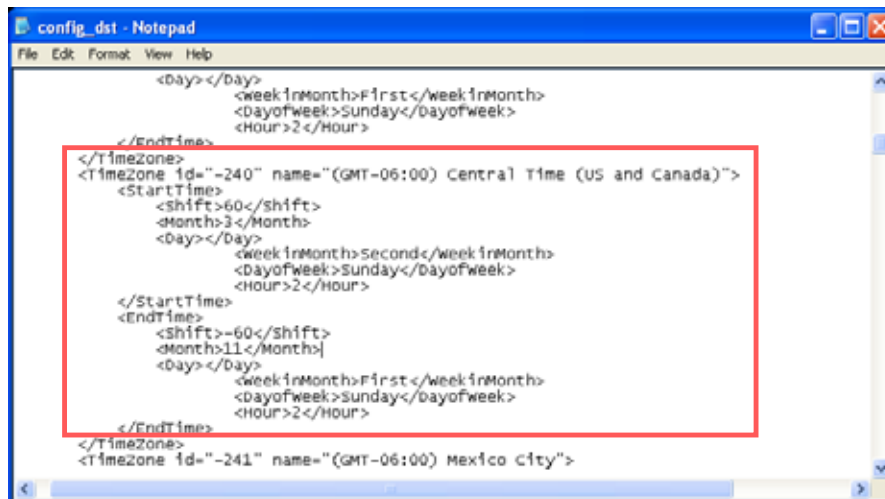 config_dst - Notepad
File Edit Format View Help
<Day></Day>
<WeekinMonth>First</WeekinMonth>
<DayofWeek>Sunday</DayofWeek>
<Hour>2</Hour>
</EndTime>
</TimeZone>
<TimeZone id="-240" name="(GMT-06:00) Central Time (US and Canada)">
<StartTime>
<Shift>60</Shift>
<Month>3</Month>
<Day></Day>
<WeekinMonth>Second</WeekinMonth>
<DayofWeek>Sunday</DayofWeek>
<Hour>2</Hour>
</StartTime>
<EndTime>
<Shift>-60</Shift>
<Month>11</Month>
<Day></Day>
<WeekinMonth>First</WeekinMonth>
<DayofWeek>Sunday</DayofWeek>
<Hour>2</Hour>
</EndTime>
</TimeZone>
<TimeZone id="-241" name="(GMT-06:00) Mexico City">